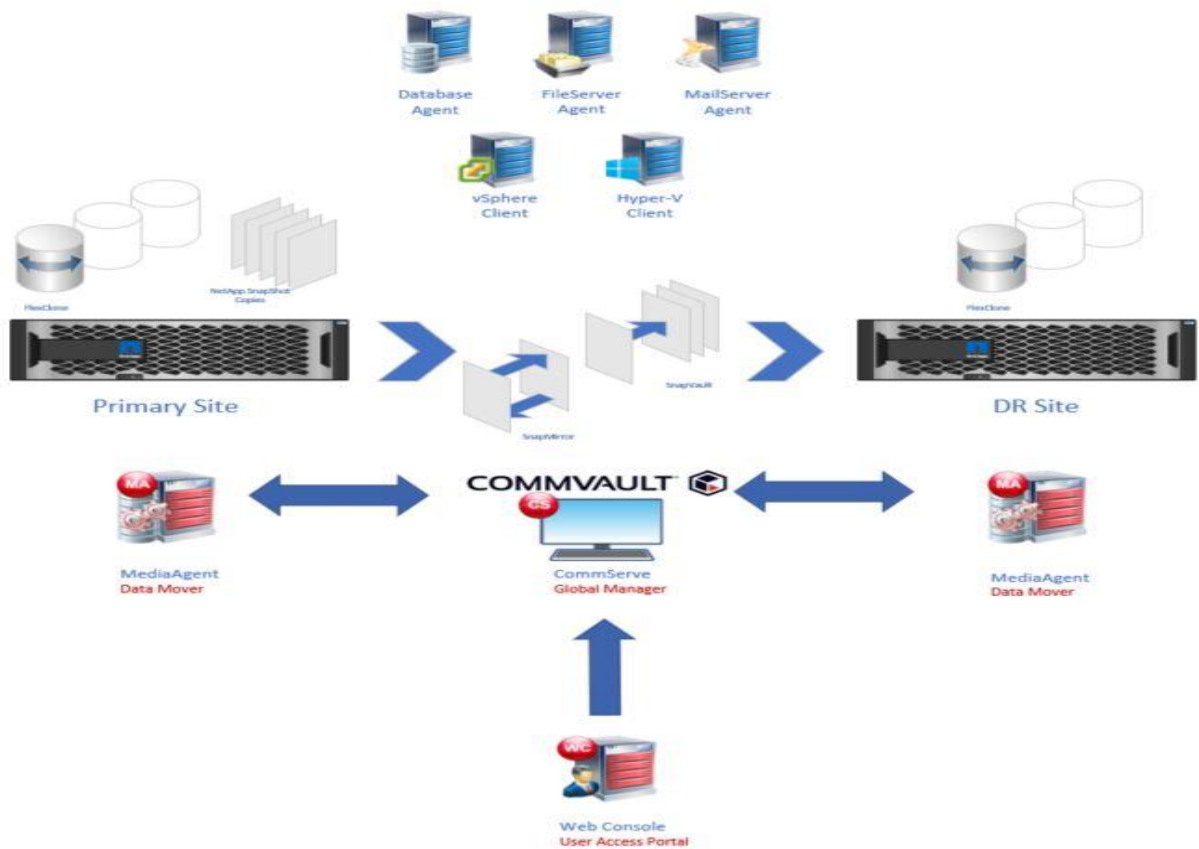 Database
Agent
FileServer
Agent
MailServer
Agent
vSphere
Client
Hyper-V
Client
FlexClone
NetApp SnapShot
Copies
FlexClone
Primary Site
SnapMirror
SnapVault
DR Site
COMMVAULT
MA
CS
MA
MediaAgent
Data Mover
CommServe
Global Manager
MediaAgent
Data Mover
WC
Web Console
User Access Portal